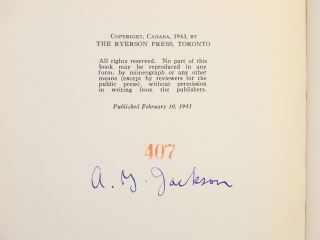 COPYRIGHT, CANADA, 1943, BY
THE RYERSON PRESS, TORONTO
All rights reserved. No part of this
book may be reproduced in any
form, by mimeograph or any other
means (except by reviewers for the
public press), without permission
in writing from the publishers.
Published February 10, 1943
407
A. Y. Jackson